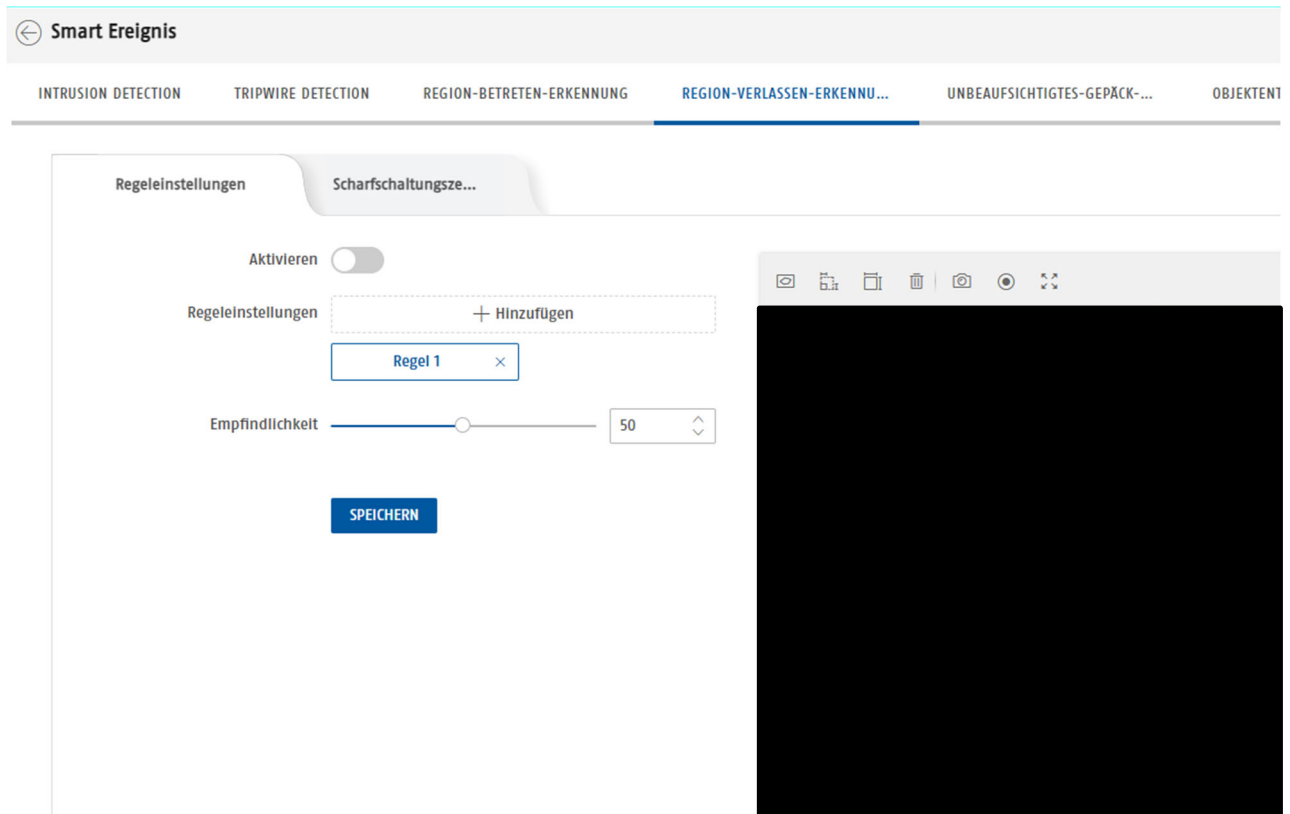 Smart Ereignis
INTRUSION DETECTION TRIPWIRE DETECTION REGION-BETRETEN-ERKENNUNG REGION-VERLASSEN-ERKENNU... UNBEAUFSICHTIGTES-GEPÄCK-... OBJEKTENT
Regeleinstellungen Scharfschaltungsze...
Aktivieren
Regeleinstellungen + Hinzufügen
Regel 1 ×
Empfindlichkeit 50
SPEICHERN